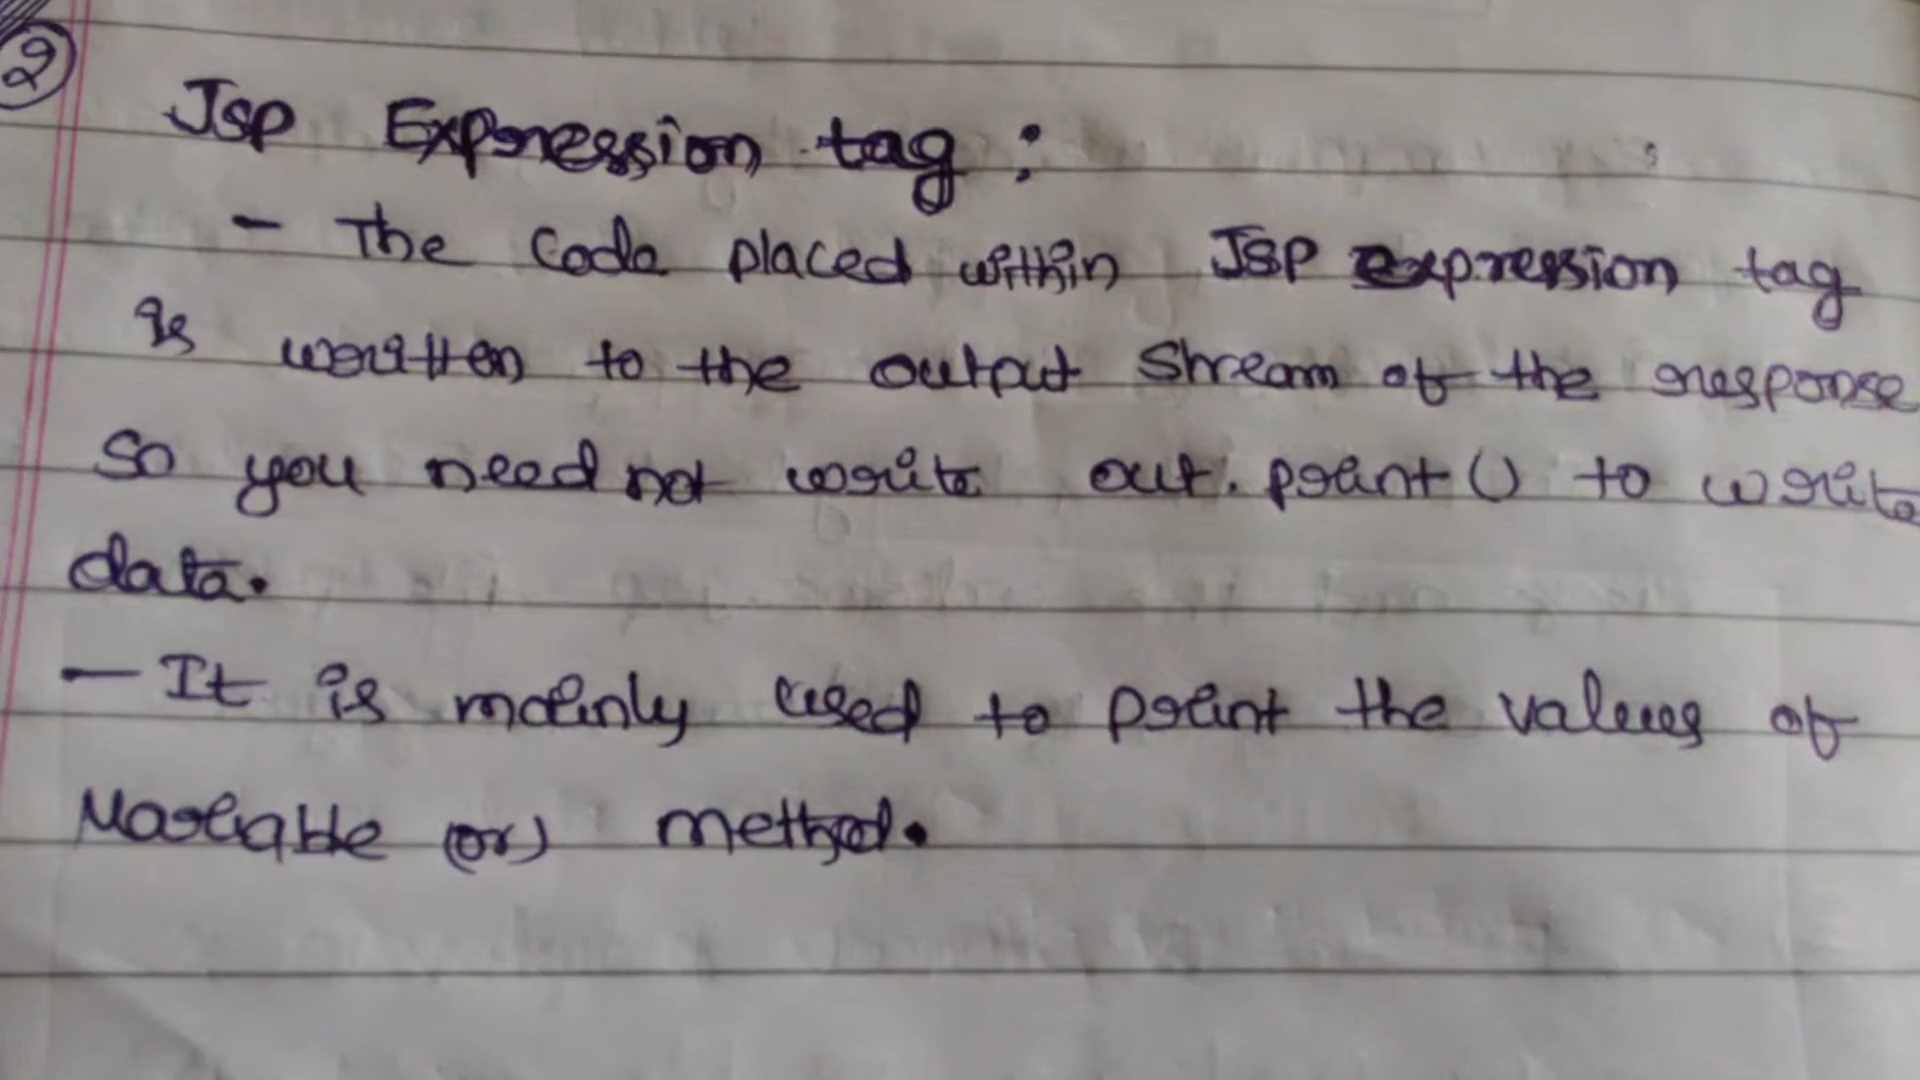 2
Jsp Expression tag :
- The Code placed within JSP expression tag
is written to the output Stream of the response
So you need not write out.print() to write
data.
- It is mainly used to print the values of
Variable (or) method.